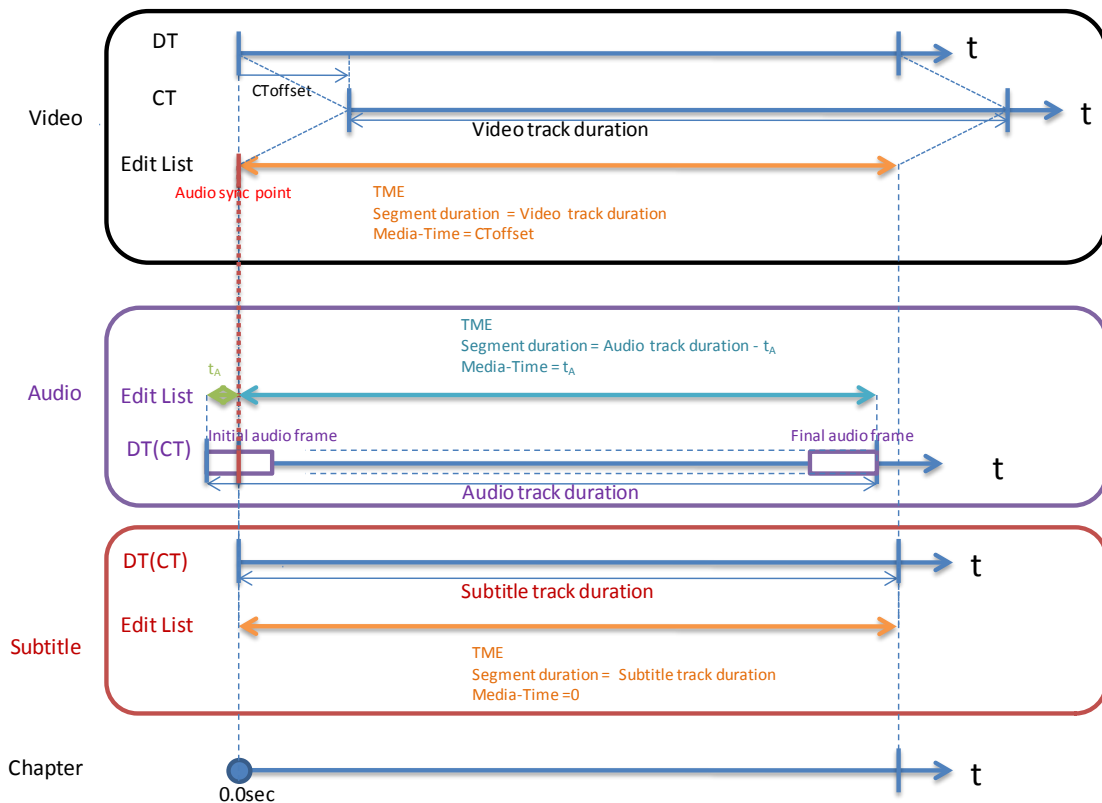 DT
t
CToffset
CT
t
Video
Video track duration
Edit List
Audio sync point
TME
Segment duration = Video track duration
Media-Time = CToffset
TME
Segment duration = Audio track duration - tA
Media-Time = tA
tA
Audio
Edit List
Initial audio frame
Final audio frame
DT(CT)
t
Audio track duration
DT(CT)
t
Subtitle track duration
Edit List
Subtitle
TME
Segment duration = Subtitle track duration
Media-Time =0
Chapter
t
0.0sec